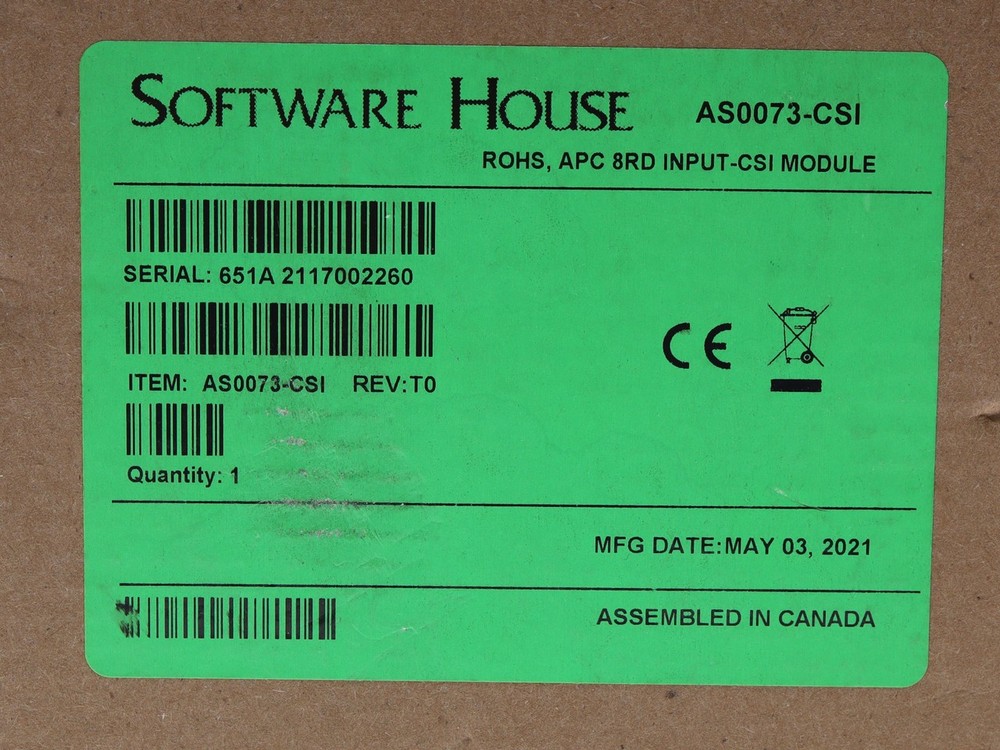 SOFTWARE HOUSE AS0073-CSI
ROHS, APC 8RD INPUT-CSI MODULE
SERIAL: 651A 2117002260
ITEM: AS0073-CSI REV:T0
CE
Quantity: 1
MFG DATE:MAY 03, 2021
ASSEMBLED IN CANADA